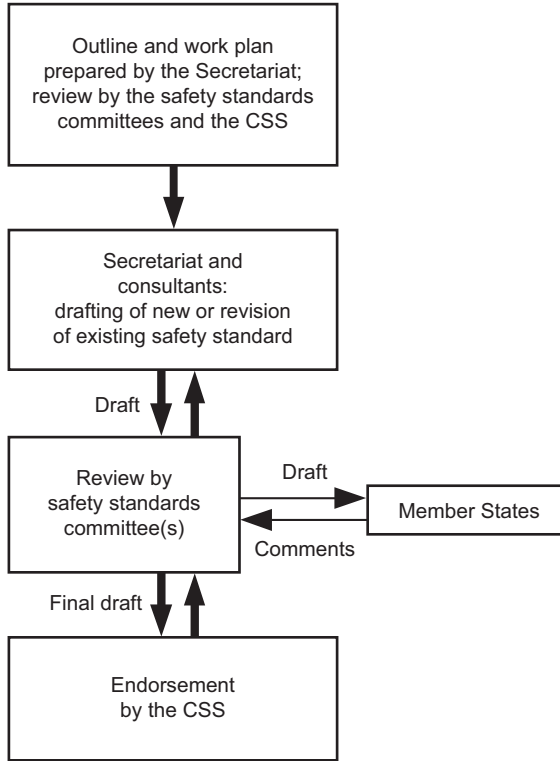 Outline and work plan
prepared by the Secretariat;
review by the safety standards
committees and the CSS
Secretariat and
consultants:
drafting of new or revision
of existing safety standard
Draft
Review by
safety standards
committee(s)
Draft
Member States
Comments
Final draft
Endorsement
by the CSS